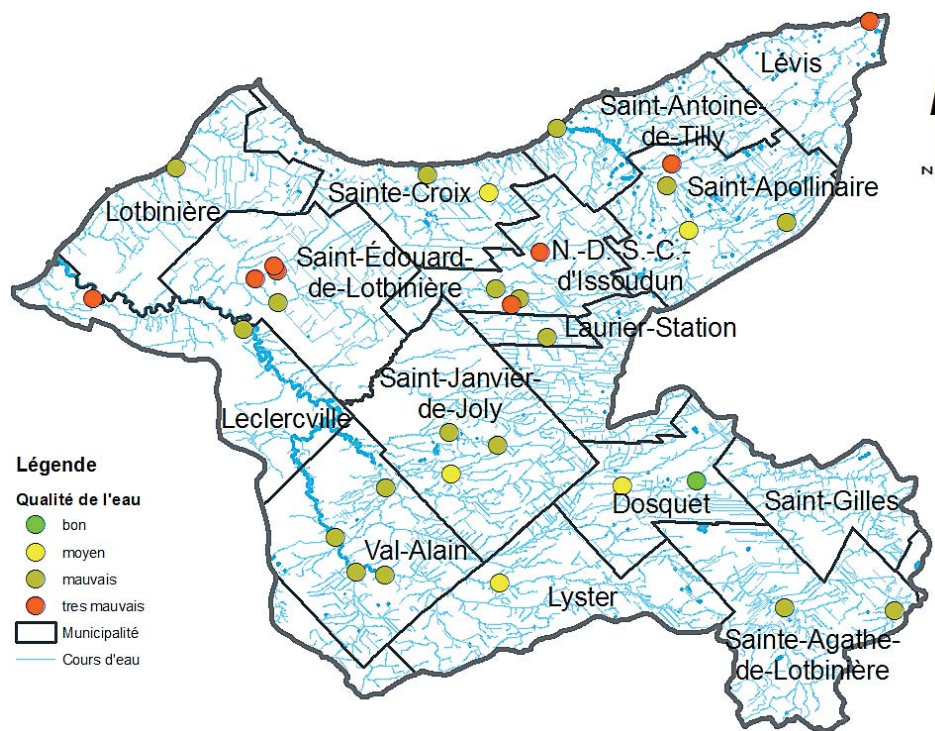 Lévis
Saint-Antoine-
de-Tilly
Saint-Apollinaire
Sainte-Croix
Lotbinière
Saint-Édouard-
de-Lotbinière
N.-D.-S.-C.-
d'Issoudun
Laurier-Station
Saint-Janvier-
de-Joly
Leclercville
Dosquet
Saint-Gilles
Val-Alain
Lyster
Sainte-Agathe-
de-Lotbinière
Légende
Qualité de l'eau
bon
moyen
mauvais
tres mauvais
Municipalité
Cours d'eau